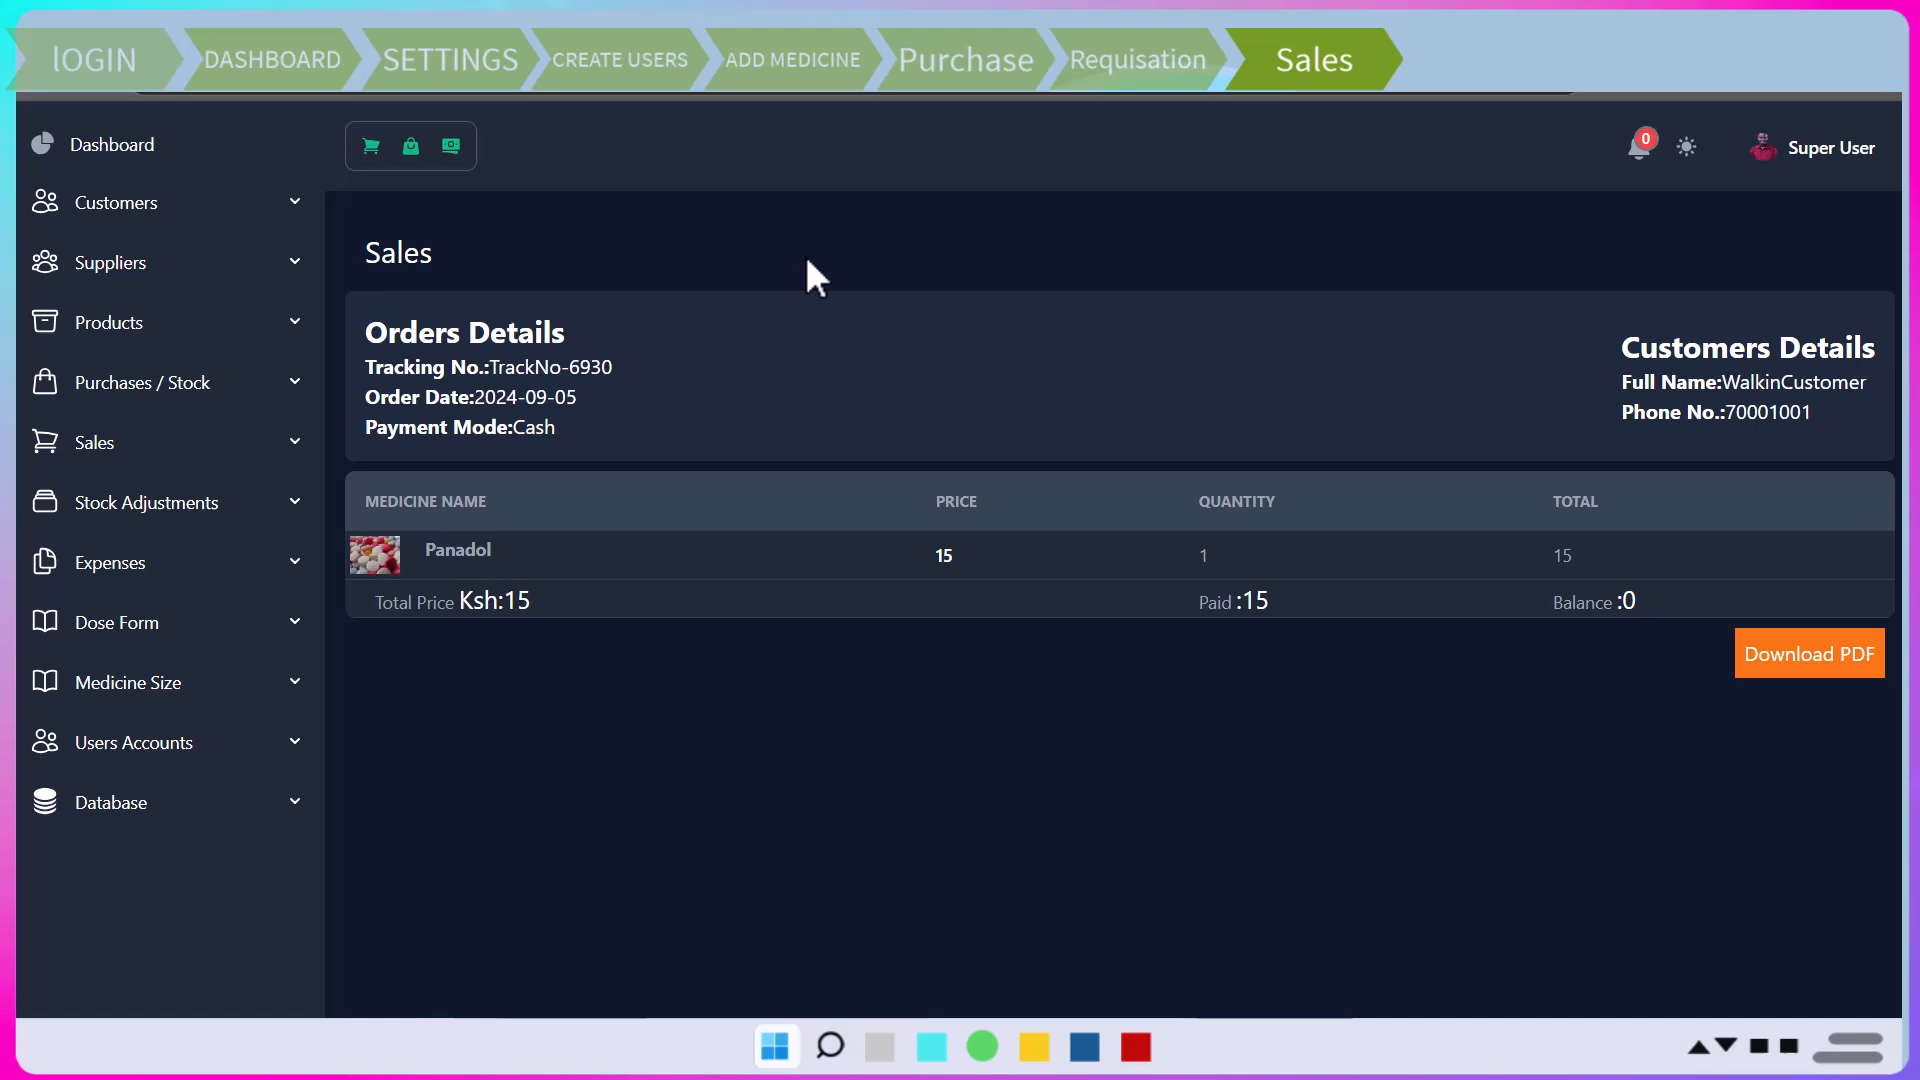 lOGIN DASHBOARD SETTINGS CREATE USERS ADD MEDICINE Purchase Requisation Sales
Dashboard
Customers
Suppliers
Products
Purchases / Stock
Sales
Stock Adjustments
Expenses
Dose Form
Medicine Size
Users Accounts
Database
0
Super User
Sales
Orders Details
Tracking No.:TrackNo-6930
Order Date:2024-09-05
Payment Mode:Cash
Customers Details
Full Name:WalkinCustomer
Phone No.:70001001
MEDICINE NAME PRICE QUANTITY TOTAL
Panadol 15 1 15
Total Price Ksh:15 Paid :15 Balance :0
Download PDF